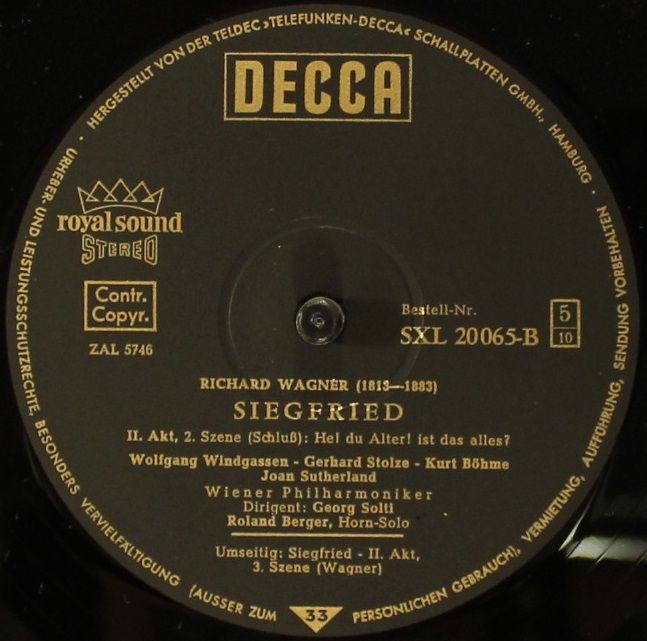 HERGESTELLT VON DER TELDEC ›TELEFUNKEN-DECCA‹ SCHALLPLATTEN GMBH., HAMBURG ·
DECCA
royal sound
STEREO
Contr.
Copyr.
ZAL 5746
Bestell-Nr.
SXL 20065-B
5
10
RICHARD WAGNER (1813—1883)
SIEGFRIED
II. Akt, 2. Szene (Schluß): He! du Alter! ist das alles?
Wolfgang Windgassen - Gerhard Stolze - Kurt Böhme
Joan Sutherland
Wiener Philharmoniker
Dirigent: Georg Solti
Roland Berger, Horn-Solo
Umseitig: Siegfried - II. Akt,
3. Szene (Wagner)
· URHEBER- UND LEISTUNGSSCHUTZRECHTE, BESONDERS VERVIELFÄLTIGUNG (AUSSER ZUM PERSÖNLICHEN GEBRAUCH), VERMIETUNG, AUFFÜHRUNG, SENDUNG VORBEHALTEN
33